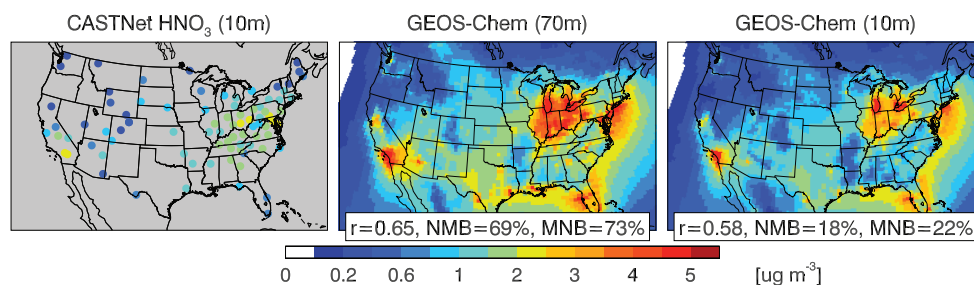 CASTNet HNO₃ (10m)
GEOS-Chem (70m)
GEOS-Chem (10m)
r=0.65, NMB=69%, MNB=73%
r=0.58, NMB=18%, MNB=22%
0 0.2 0.6 1 2 3 4 5 [ug m⁻³]